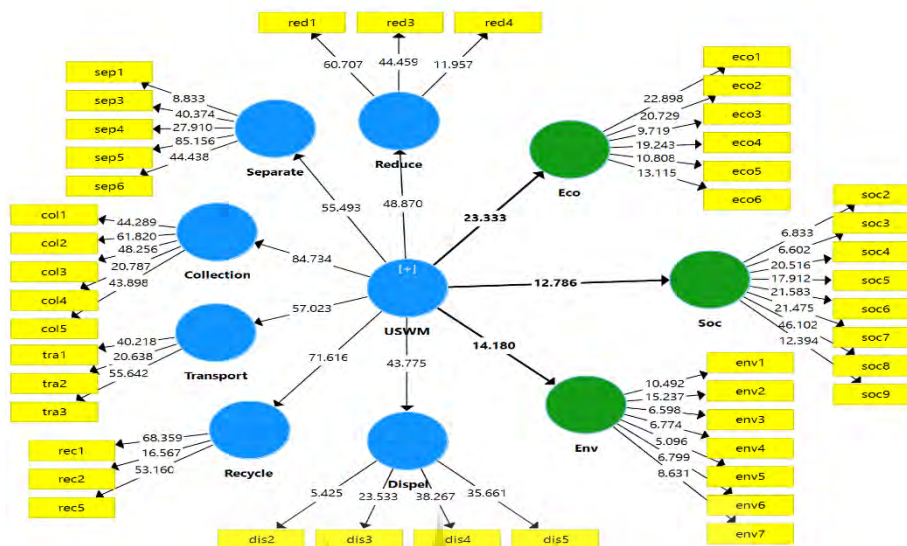 red1
red3
red4
60.707
44.459
11.957
Reduce
sep1
sep3
sep4
sep5
sep6
8.833
40.374
27.910
85.156
44.438
Separate
eco1
eco2
eco3
eco4
eco5
eco6
22.898
20.729
9.719
19.243
10.808
13.115
Eco
55.493
48.870
23.333
col1
col2
col3
col4
col5
44.289
61.820
48.256
20.787
43.898
Collection
84.734
[+]
USWM
12.786
soc2
soc3
soc4
soc5
soc6
soc7
soc8
soc9
6.833
6.602
20.516
17.912
21.583
21.475
46.102
12.394
Soc
57.023
14.180
tra1
tra2
tra3
40.218
20.638
55.642
Transport
71.616
43.775
env1
env2
env3
env4
env5
env6
env7
10.492
15.237
6.598
6.774
5.096
6.799
8.631
Env
rec1
rec2
rec5
68.359
16.567
53.160
Recycle
Dispel
5.425
23.533
38.267
35.661
dis2
dis3
dis4
dis5